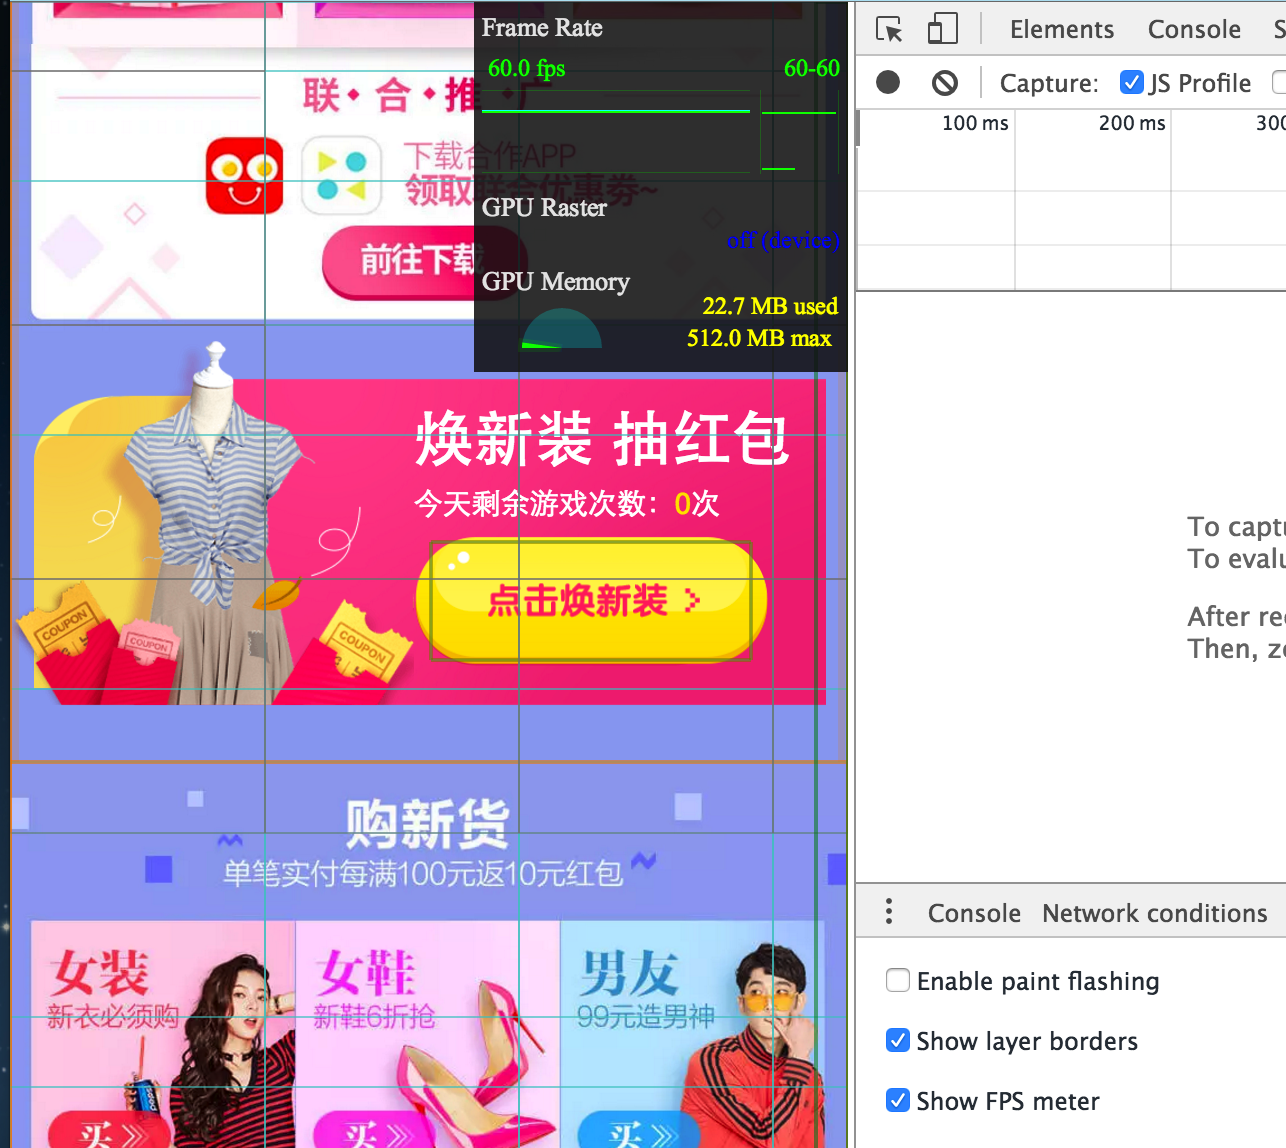 Frame Rate
60.0 fps 60-60
GPU Raster
off (device)
GPU Memory
22.7 MB used
512.0 MB max
联·合·推·广
下载合作APP
领取联合优惠券~
前往下载
焕新装 抽红包
今天剩余游戏次数：0次
点击焕新装 >
COUPON
COUPON
COUPON
购新货
单笔实付每满100元返10元红包
女装
新衣必须购
买
女鞋
新鞋6折抢
买
男友
99元造男神
买
pepsi
Elements Console S
Capture: JS Profile
100 ms 200 ms 300
To capt
To evalu
After re
Then, z
Console Network conditions
Enable paint flashing
Show layer borders
Show FPS meter